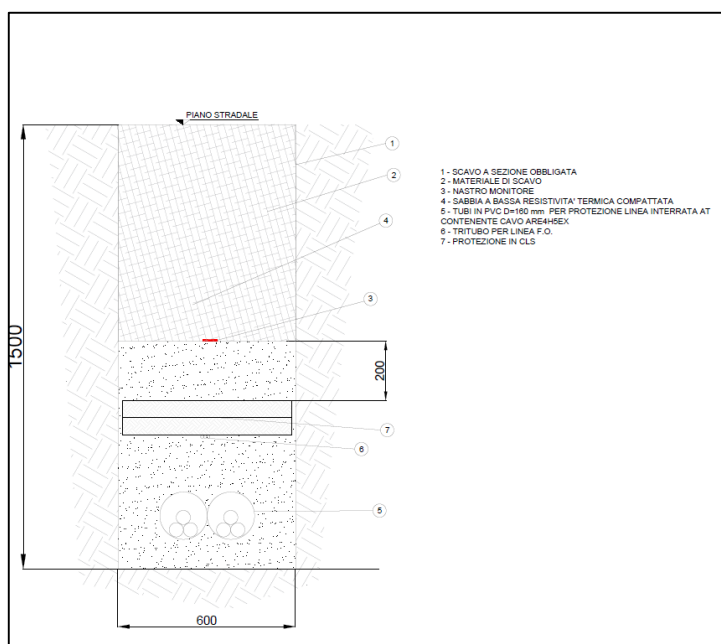 PIANO STRADALE
1
2
4
3
7
6
5
1500
200
600
1 - SCAVO A SEZIONE OBBLIGATA
2 - MATERIALE DI SCAVO
3 - NASTRO MONITORE
4 - SABBIA A BASSA RESISTIVITA' TERMICA COMPATTATA
5 - TUBI IN PVC D=160 mm  PER PROTEZIONE LINEA INTERRATA AT
CONTENENTE CAVO ARE4H5EX
6 - TRITUBO PER LINEA F.O.
7 - PROTEZIONE IN CLS